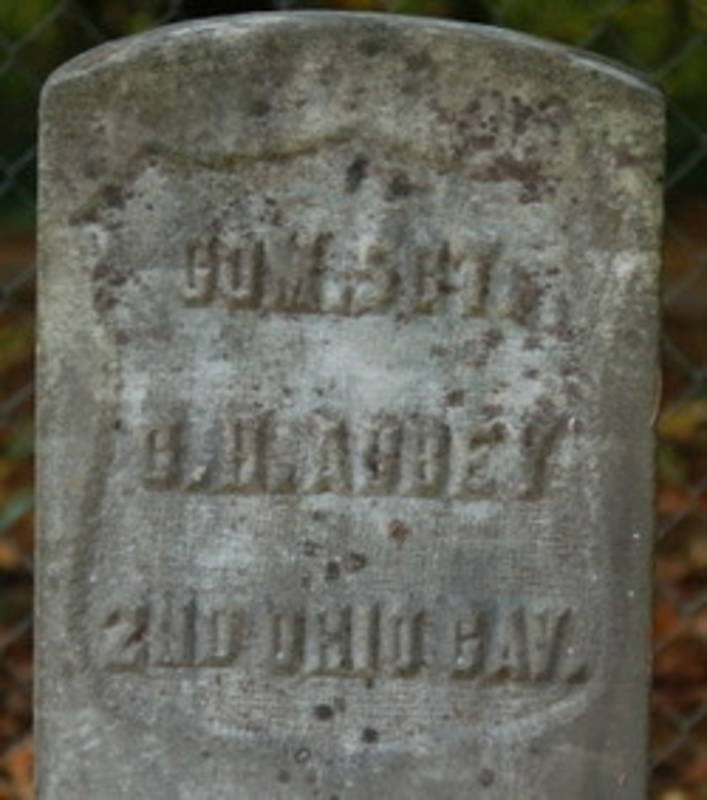 COM. SGT.
C. H. ABBEY
2ND OHIO CAV.